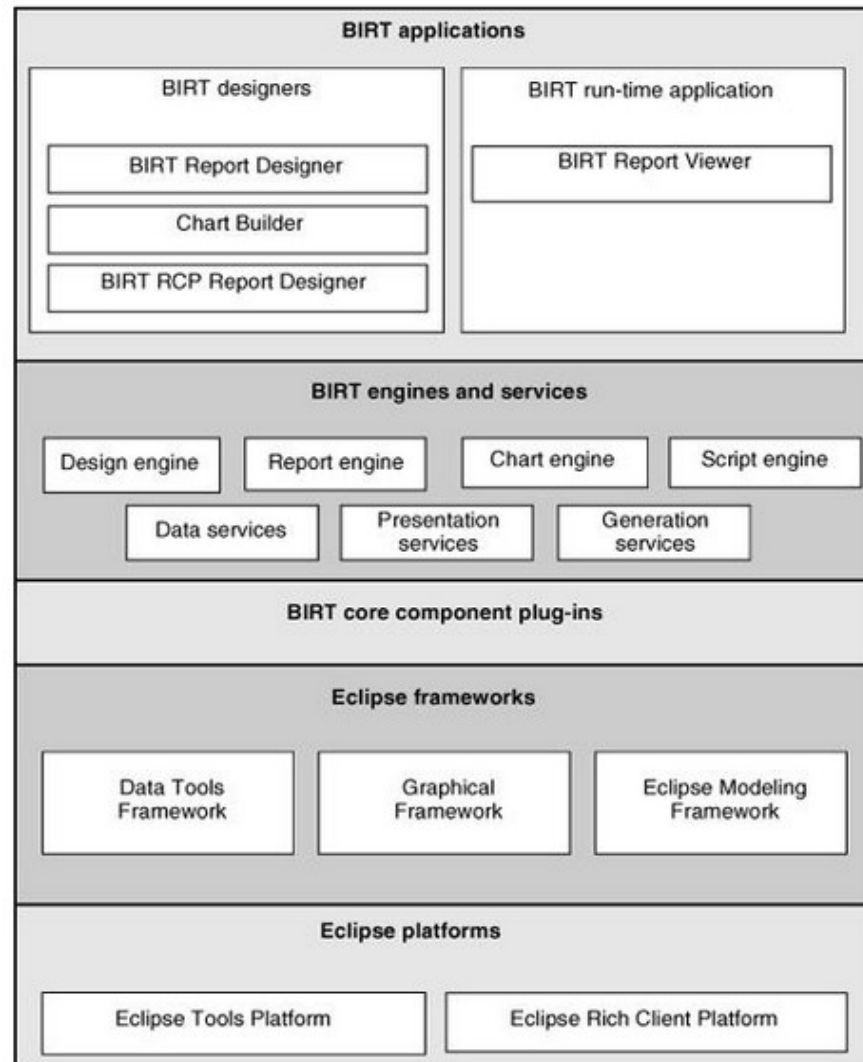 BIRT applications
BIRT designers
BIRT Report Designer
Chart Builder
BIRT RCP Report Designer
BIRT run-time application
BIRT Report Viewer
BIRT engines and services
Design engine
Report engine
Chart engine
Script engine
Data services
Presentation
services
Generation
services
BIRT core component plug-ins
Eclipse frameworks
Data Tools
Framework
Graphical
Framework
Eclipse Modeling
Framework
Eclipse platforms
Eclipse Tools Platform
Eclipse Rich Client Platform